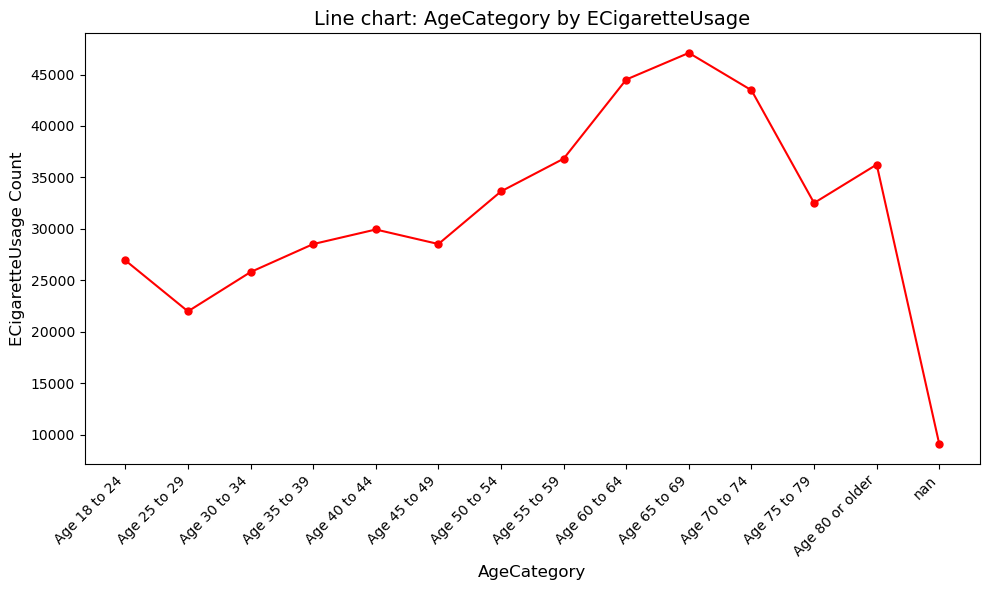 Line chart: AgeCategory by ECigaretteUsage
ECigaretteUsage Count
45000
40000
35000
30000
25000
20000
15000
10000
Age 18 to 24
Age 25 to 29
Age 30 to 34
Age 35 to 39
Age 40 to 44
Age 45 to 49
Age 50 to 54
Age 55 to 59
Age 60 to 64
Age 65 to 69
Age 70 to 74
Age 75 to 79
Age 80 or older
nan
AgeCategory